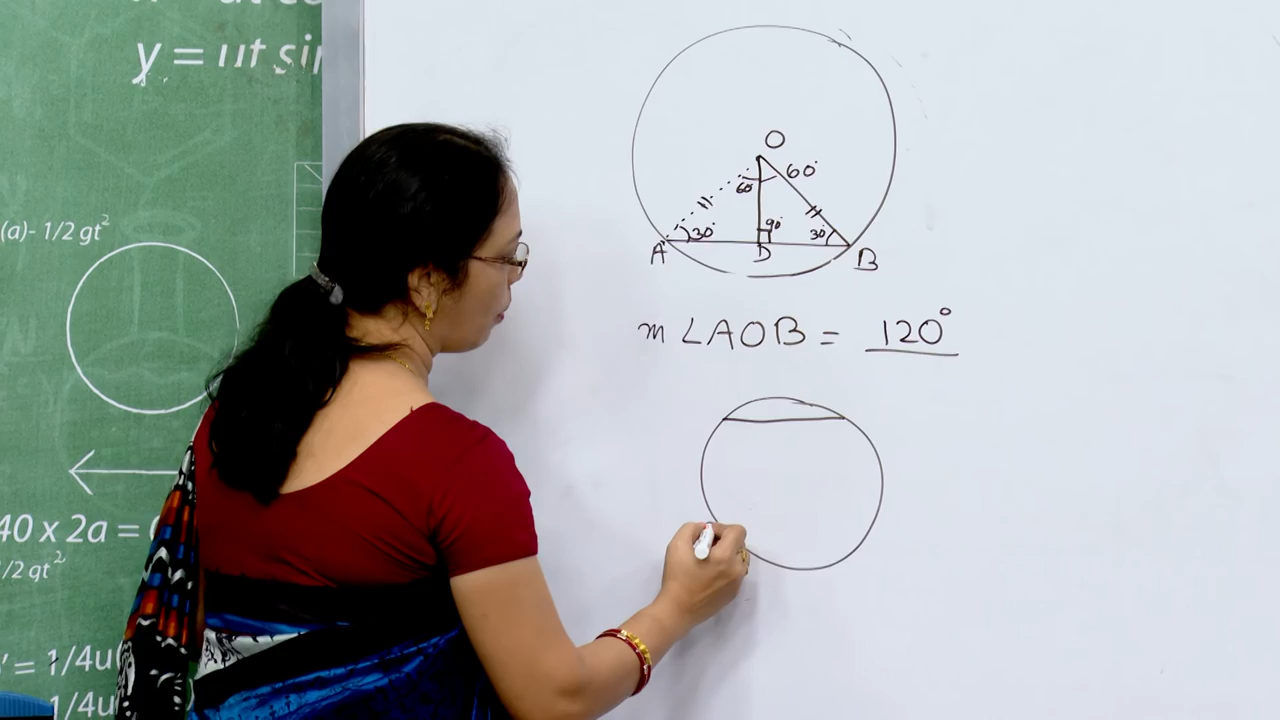 y = ut sin
(a)- 1/2 gt²
40 x 2a =
1/2 gt²
= 1/4u
1/4u
O
60° 60°
A 30° 90° 30° B
D
m∠AOB = 120°